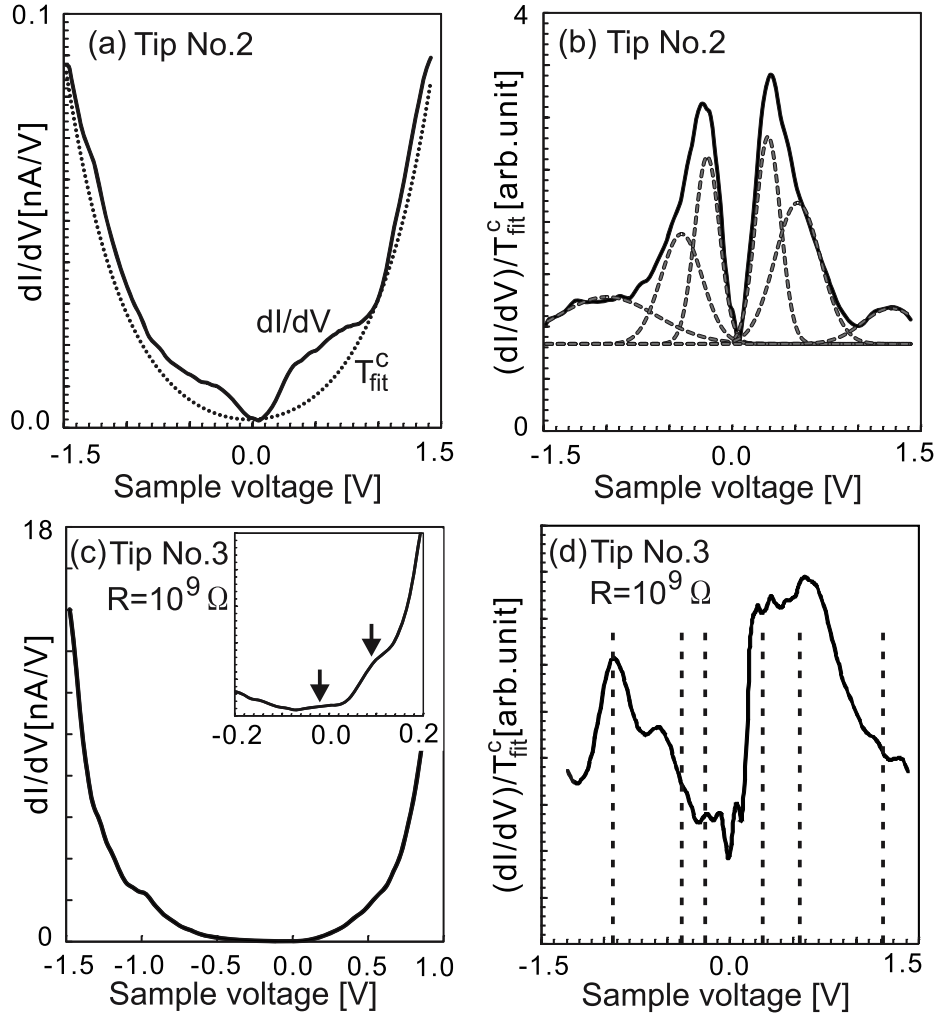 0.1
(a) Tip No.2
dI/dV[nA/V]
dI/dV
T^c_fit
0.0
-1.5
0.0
1.5
Sample voltage [V]
4
(b) Tip No.2
(dI/dV)/T^c_fit[arb.unit]
0
-1.5
0.0
1.5
Sample voltage [V]
18
(c) Tip No.3
R=10^9 Ω
dI/dV[nA/V]
-0.2
0.0
0.2
0
-1.5
-1.0
-0.5
0.0
0.5
1.0
Sample voltage [V]
(d) Tip No.3
R=10^9 Ω
(dI/dV)/T^c_fit[arb.unit]
-1.5
0.0
1.5
Sample voltage [V]